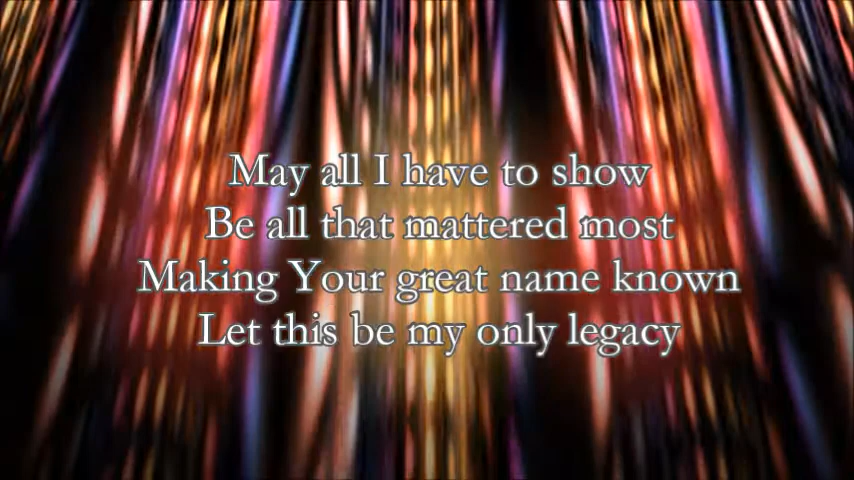 May all I have to show
Be all that mattered most
Making Your great name known
Let this be my only legacy